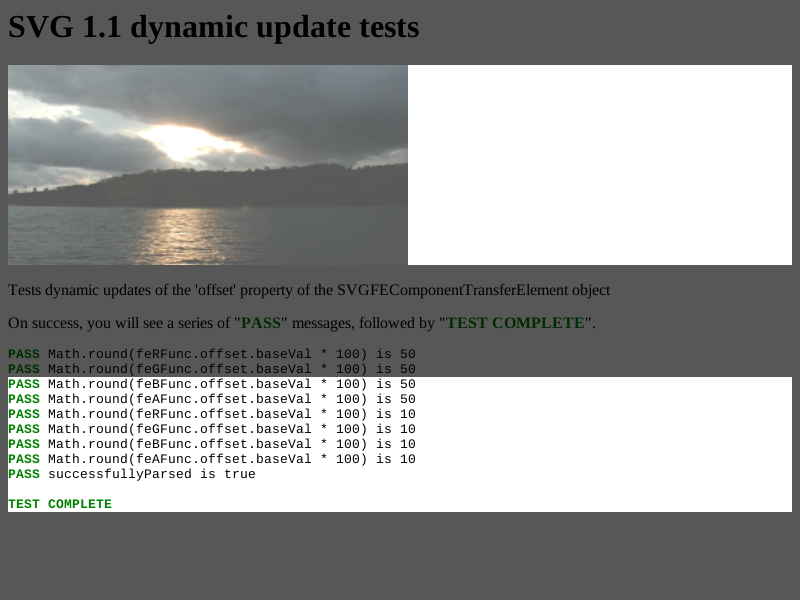 SVG 1.1 dynamic update tests
Tests dynamic updates of the 'offset' property of the SVGFEComponentTransferElement object
On success, you will see a series of "PASS" messages, followed by "TEST COMPLETE".
PASS Math.round(feRFunc.offset.baseVal * 100) is 50
PASS Math.round(feGFunc.offset.baseVal * 100) is 50
PASS Math.round(feBFunc.offset.baseVal * 100) is 50
PASS Math.round(feAFunc.offset.baseVal * 100) is 50
PASS Math.round(feRFunc.offset.baseVal * 100) is 10
PASS Math.round(feGFunc.offset.baseVal * 100) is 10
PASS Math.round(feBFunc.offset.baseVal * 100) is 10
PASS Math.round(feAFunc.offset.baseVal * 100) is 10
PASS successfullyParsed is true
TEST COMPLETE